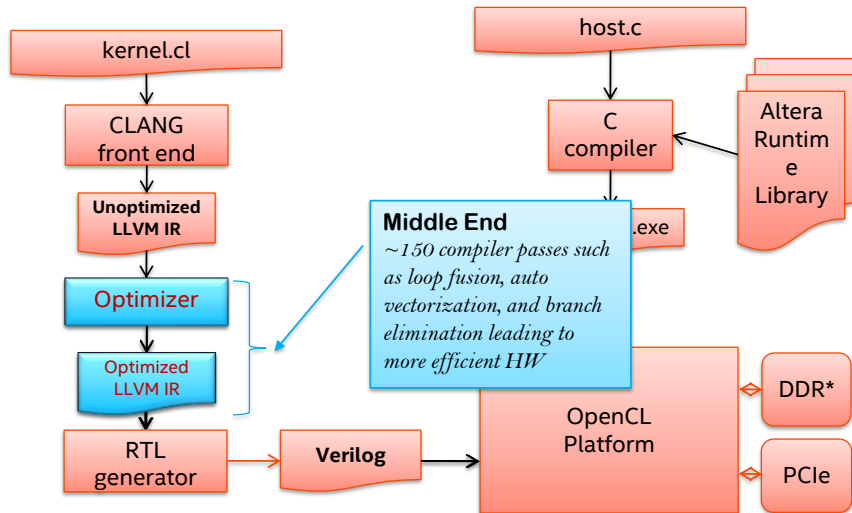 kernel.cl
host.c
CLANG
front end
C
compiler
Altera
Runtim
e
Library
Unoptimized
LLVM IR
Middle End
~150 compiler passes such
as loop fusion, auto
vectorization, and branch
elimination leading to
more efficient HW
.exe
Optimizer
Optimized
LLVM IR
OpenCL
Platform
DDR*
RTL
generator
Verilog
PCIe